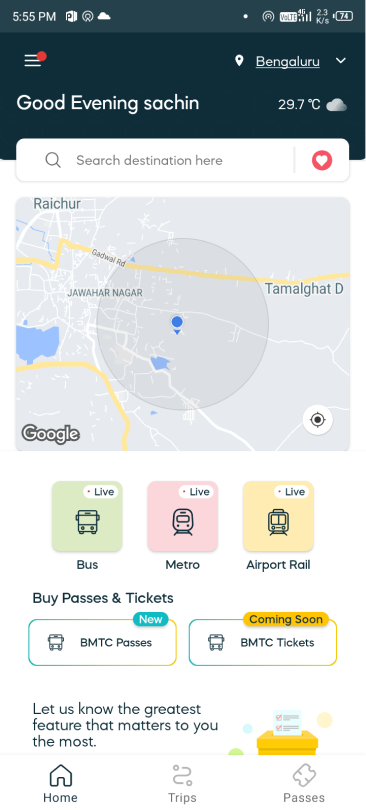 5:55 PM
VoLTE 4G 2.3 K/s 74
Bengaluru
Good Evening sachin
29.7 ℃
Search destination here
Raichur
Gadwal Rd
JAWAHAR NAGAR
Tamalghat D
Google
Live
Live
Live
Bus
Metro
Airport Rail
Buy Passes & Tickets
New
Coming Soon
BMTC Passes
BMTC Tickets
Let us know the greatest
feature that matters to you
the most.
Home
Trips
Passes